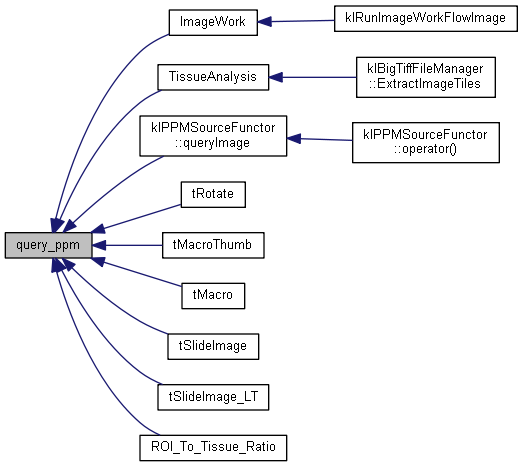 ImageWork
klRunImageWorkFlowImage
TissueAnalysis
klBigTiffFileManager
::ExtractImageTiles
klPPMSourceFunctor
::queryImage
klPPMSourceFunctor
::operator()
tRotate
query_ppm
tMacroThumb
tMacro
tSlideImage
tSlideImage_LT
ROI_To_Tissue_Ratio